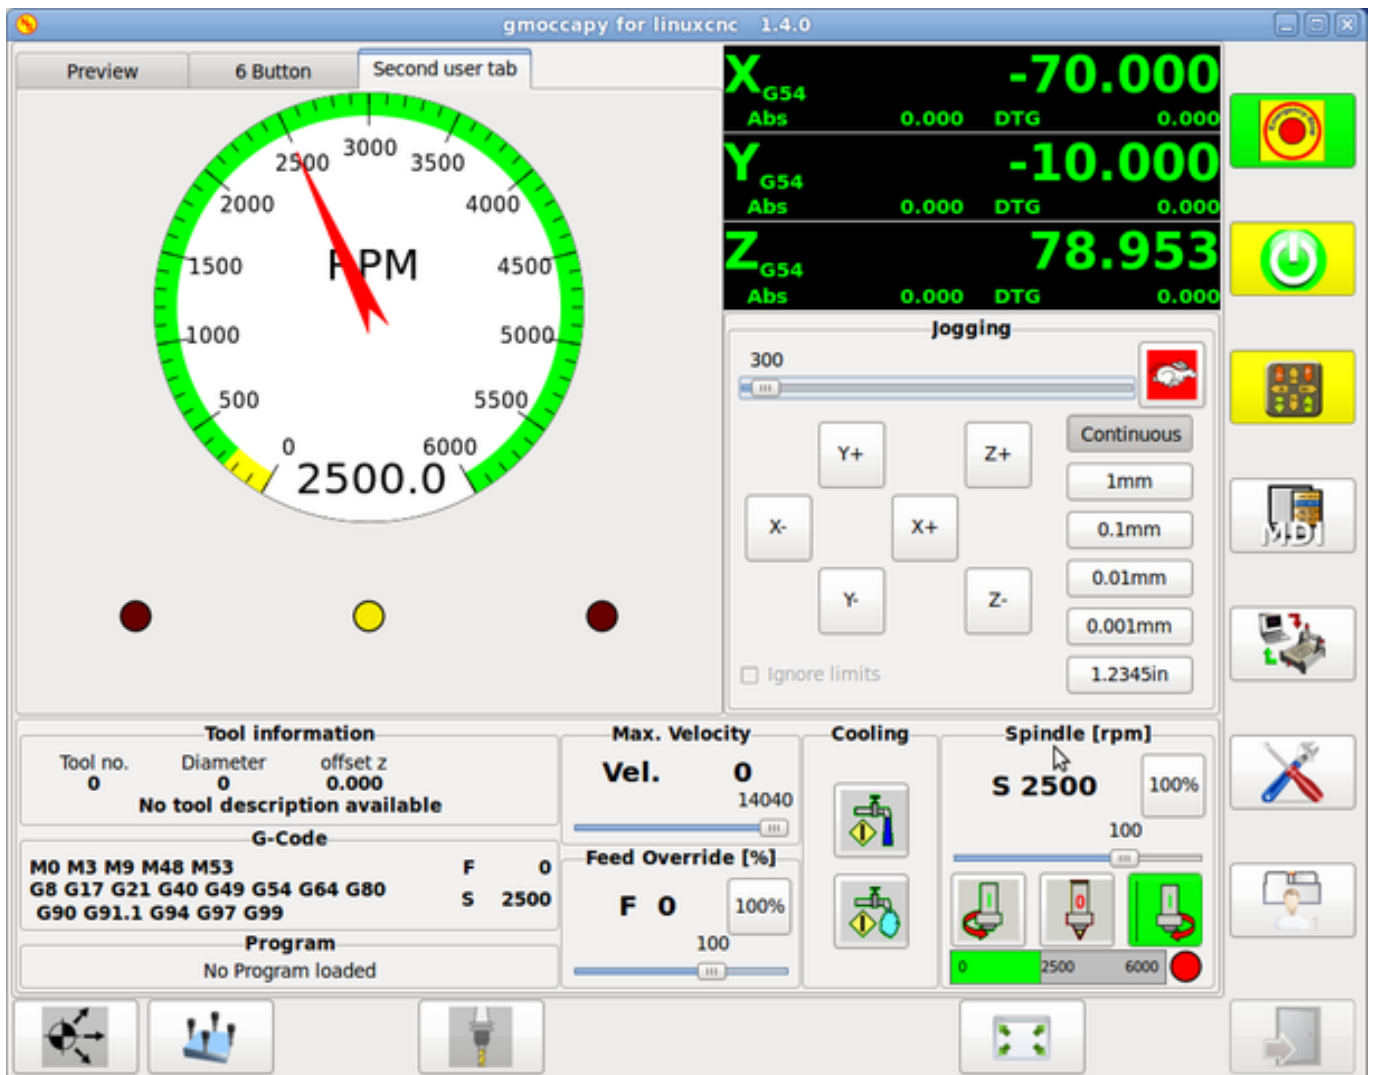 gmoccapy for linuxcnc 1.4.0
Preview
6 Button
Second user tab
0
500
1000
1500
2000
2500
3000
3500
4000
4500
5000
5500
6000
RPM
2500.0
X G54 -70.000
Abs 0.000 DTG 0.000
Y G54 -10.000
Abs 0.000 DTG 0.000
Z G54 78.953
Abs 0.000 DTG 0.000
Jogging
300
Y+
Z+
X-
X+
Y-
Z-
Continuous
1mm
0.1mm
0.01mm
0.001mm
1.2345in
Ignore limits
MDI
Tool information
Tool no. Diameter offset z
0 0 0.000
No tool description available
G-Code
M0 M3 M9 M48 M53
G8 G17 G21 G40 G49 G54 G64 G80
G90 G91.1 G94 G97 G99
F 0
S 2500
Program
No Program loaded
Max. Velocity
Vel. 0
14040
Feed Override [%]
F 0
100%
100
Cooling
Spindle [rpm]
S 2500
100%
100
0 2500 6000